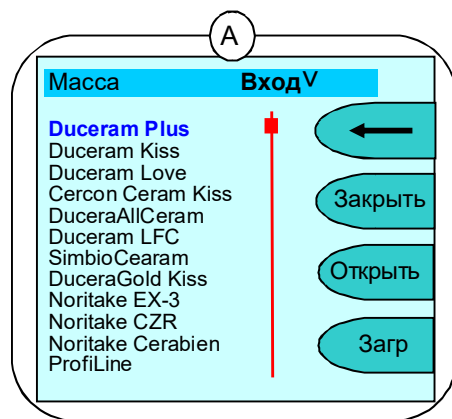 A
Масса Вход V
Duceram Plus
Duceram Kiss
Duceram Love
Cercon Ceram Kiss
DuceraAllCeram
Duceram LFC
SimbioCearam
DuceraGold Kiss
Noritake EX-3
Noritake CZR
Noritake Cerabien
ProfiLine
Закрыть
Открыть
Загр